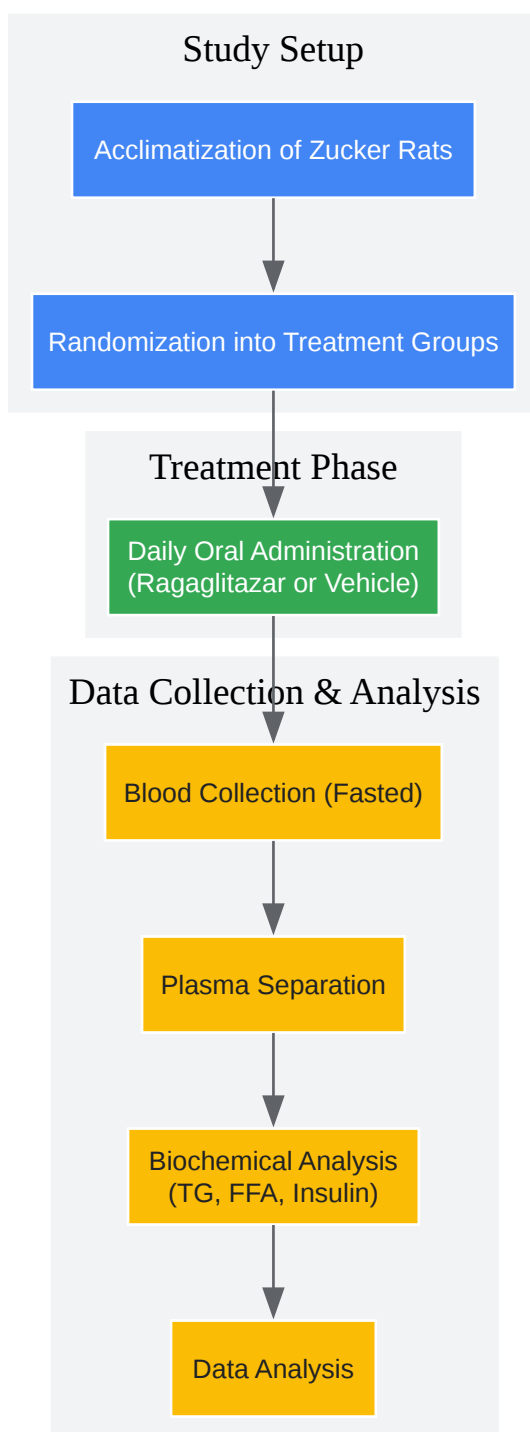 Study Setup
Acclimatization of Zucker Rats
Randomization into Treatment Groups
Treatment Phase
Daily Oral Administration
(Ragaglitazar or Vehicle)
Data Collection & Analysis
Blood Collection (Fasted)
Plasma Separation
Biochemical Analysis
(TG, FFA, Insulin)
Data Analysis